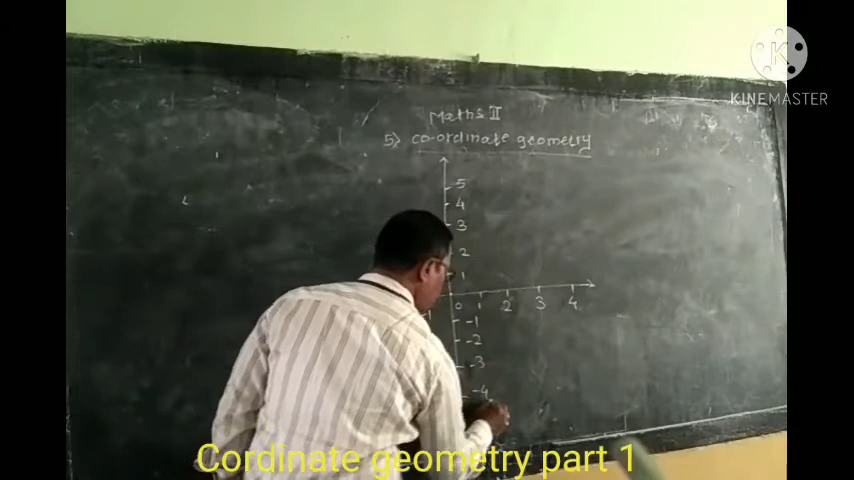 KINEMASTER
Maths II
5) co-ordinate geometry
5
4
3
2
1
0 1 2 3 4
-1
-2
-3
-4
Cordinate geometry part 1